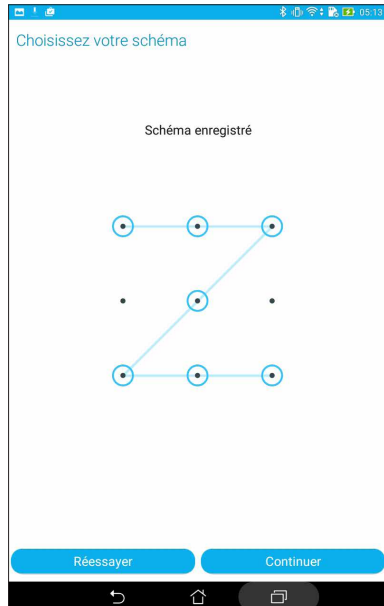 05:13
Choisissez votre schéma
Schéma enregistré
Réessayer
Continuer